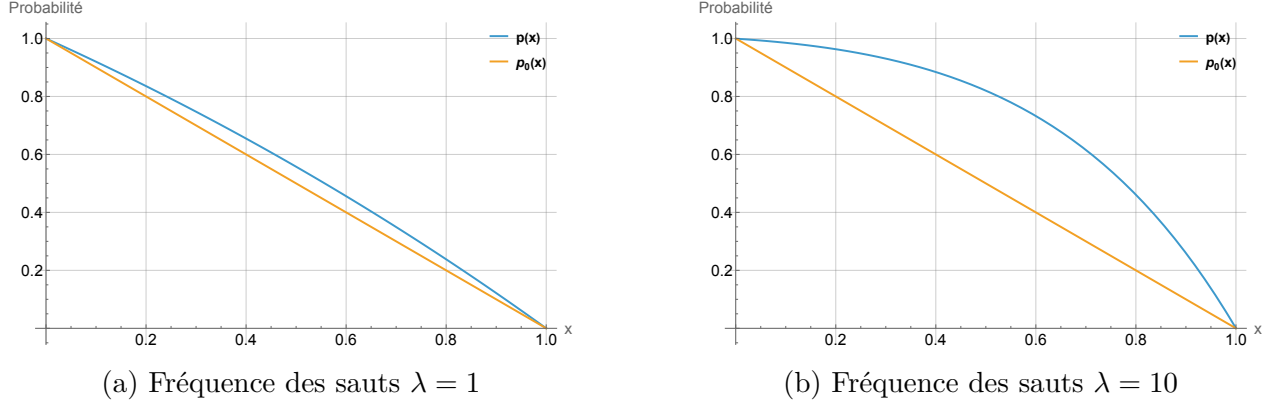 Probabilité
1.0
0.8
0.6
0.4
0.2
0.2
0.4
0.6
0.8
1.0
x
p(x)
p₀(x)
(a) Fréquence des sauts λ = 1
Probabilité
1.0
0.8
0.6
0.4
0.2
0.2
0.4
0.6
0.8
1.0
x
p(x)
p₀(x)
(b) Fréquence des sauts λ = 10